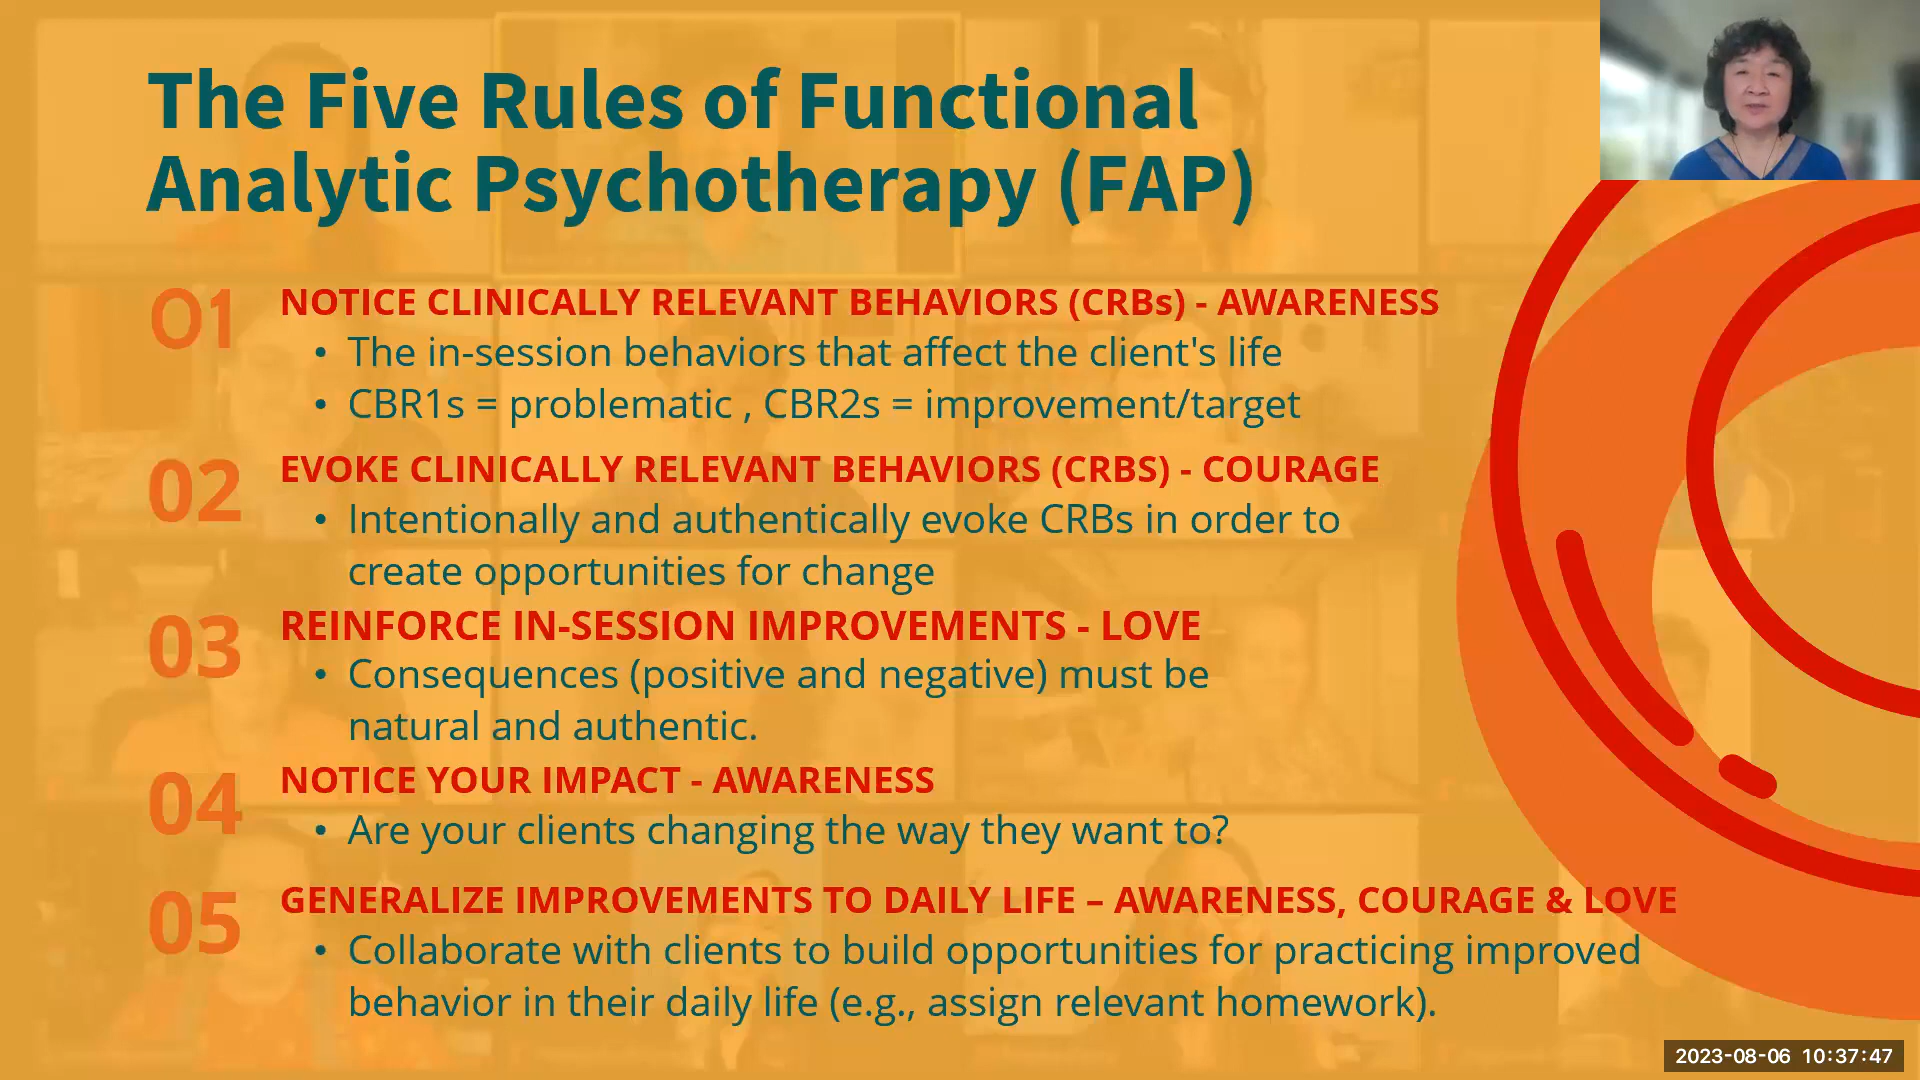 The Five Rules of Functional
Analytic Psychotherapy (FAP)
01 NOTICE CLINICALLY RELEVANT BEHAVIORS (CRBs) - AWARENESS
• The in-session behaviors that affect the client's life
• CBR1s = problematic , CBR2s = improvement/target
02 EVOKE CLINICALLY RELEVANT BEHAVIORS (CRBS) - COURAGE
• Intentionally and authentically evoke CRBs in order to
create opportunities for change
03 REINFORCE IN-SESSION IMPROVEMENTS - LOVE
• Consequences (positive and negative) must be
natural and authentic.
04 NOTICE YOUR IMPACT - AWARENESS
• Are your clients changing the way they want to?
05 GENERALIZE IMPROVEMENTS TO DAILY LIFE – AWARENESS, COURAGE & LOVE
• Collaborate with clients to build opportunities for practicing improved
behavior in their daily life (e.g., assign relevant homework).
2023-08-06 10:37:47